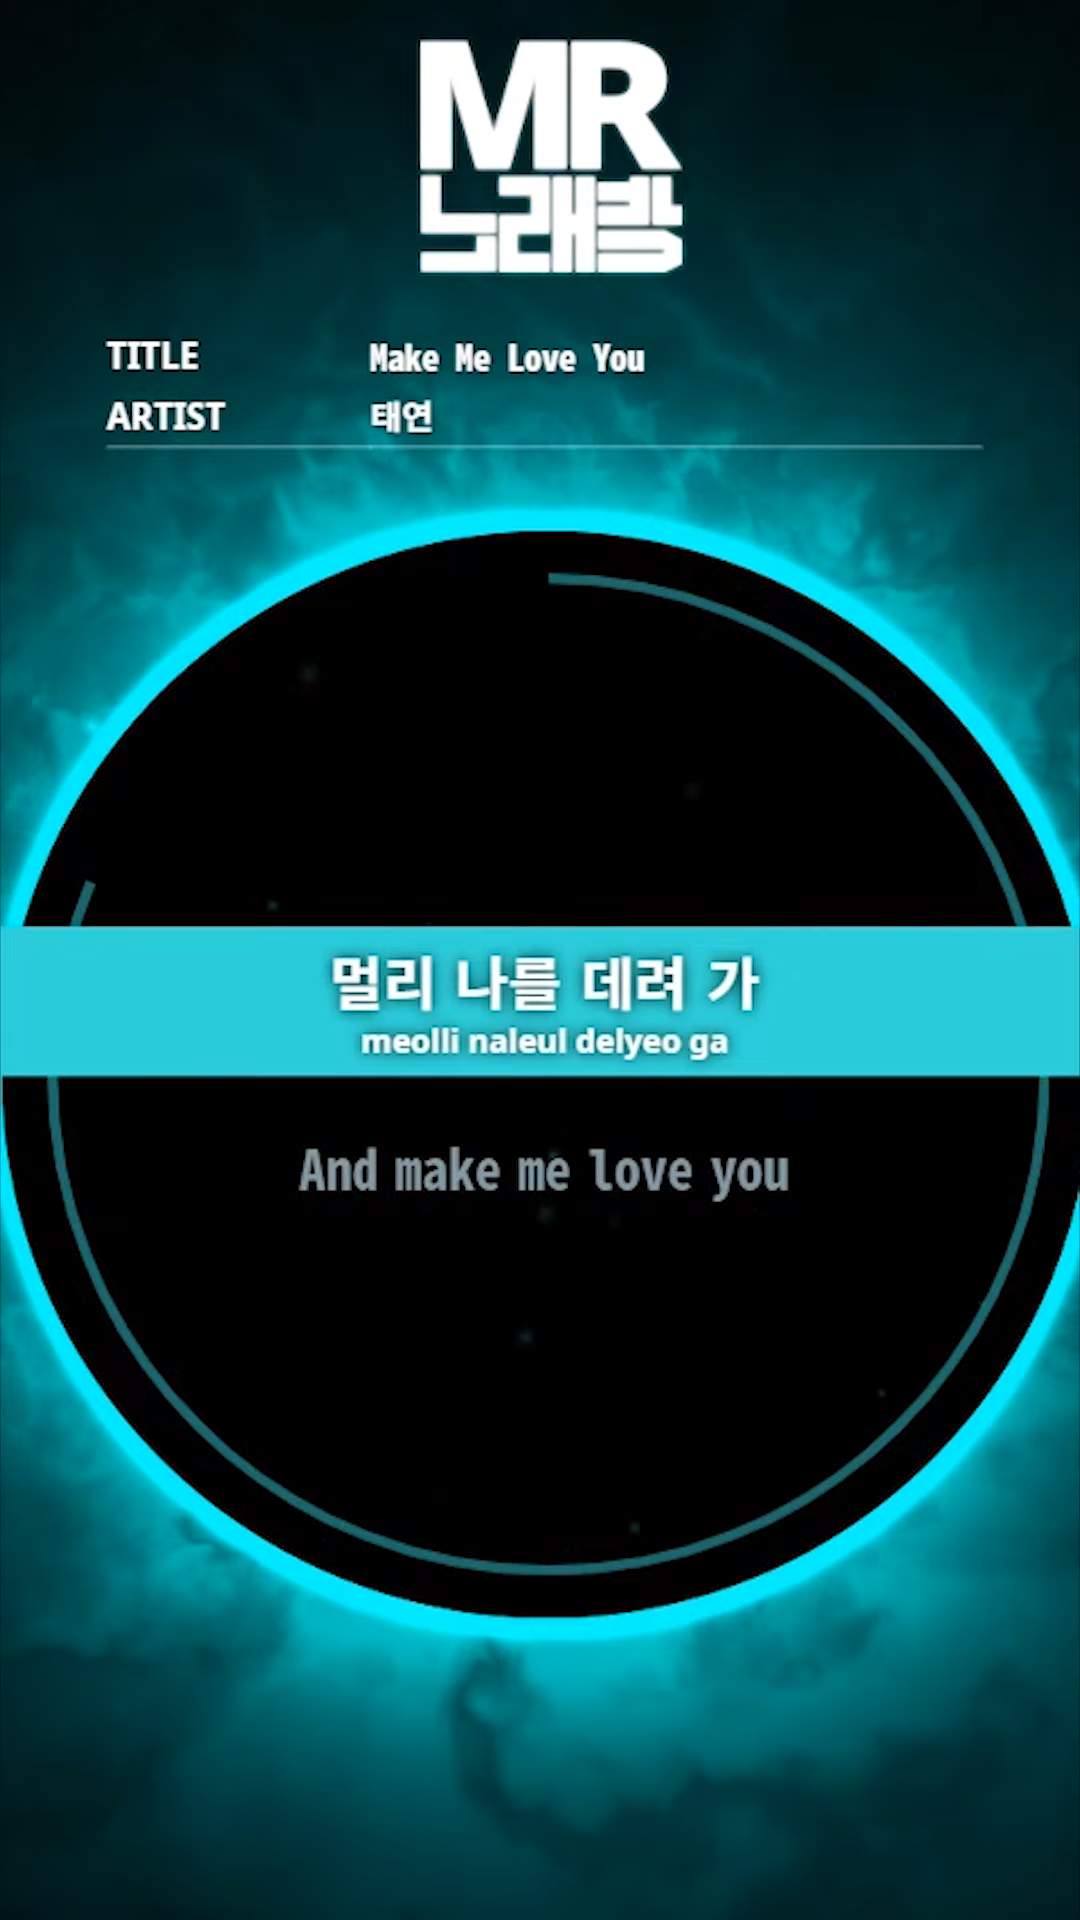 MR
노래방
TITLE Make Me Love You
ARTIST 태연
멀리 나를 데려 가
meolli naleul delyeo ga
And make me love you